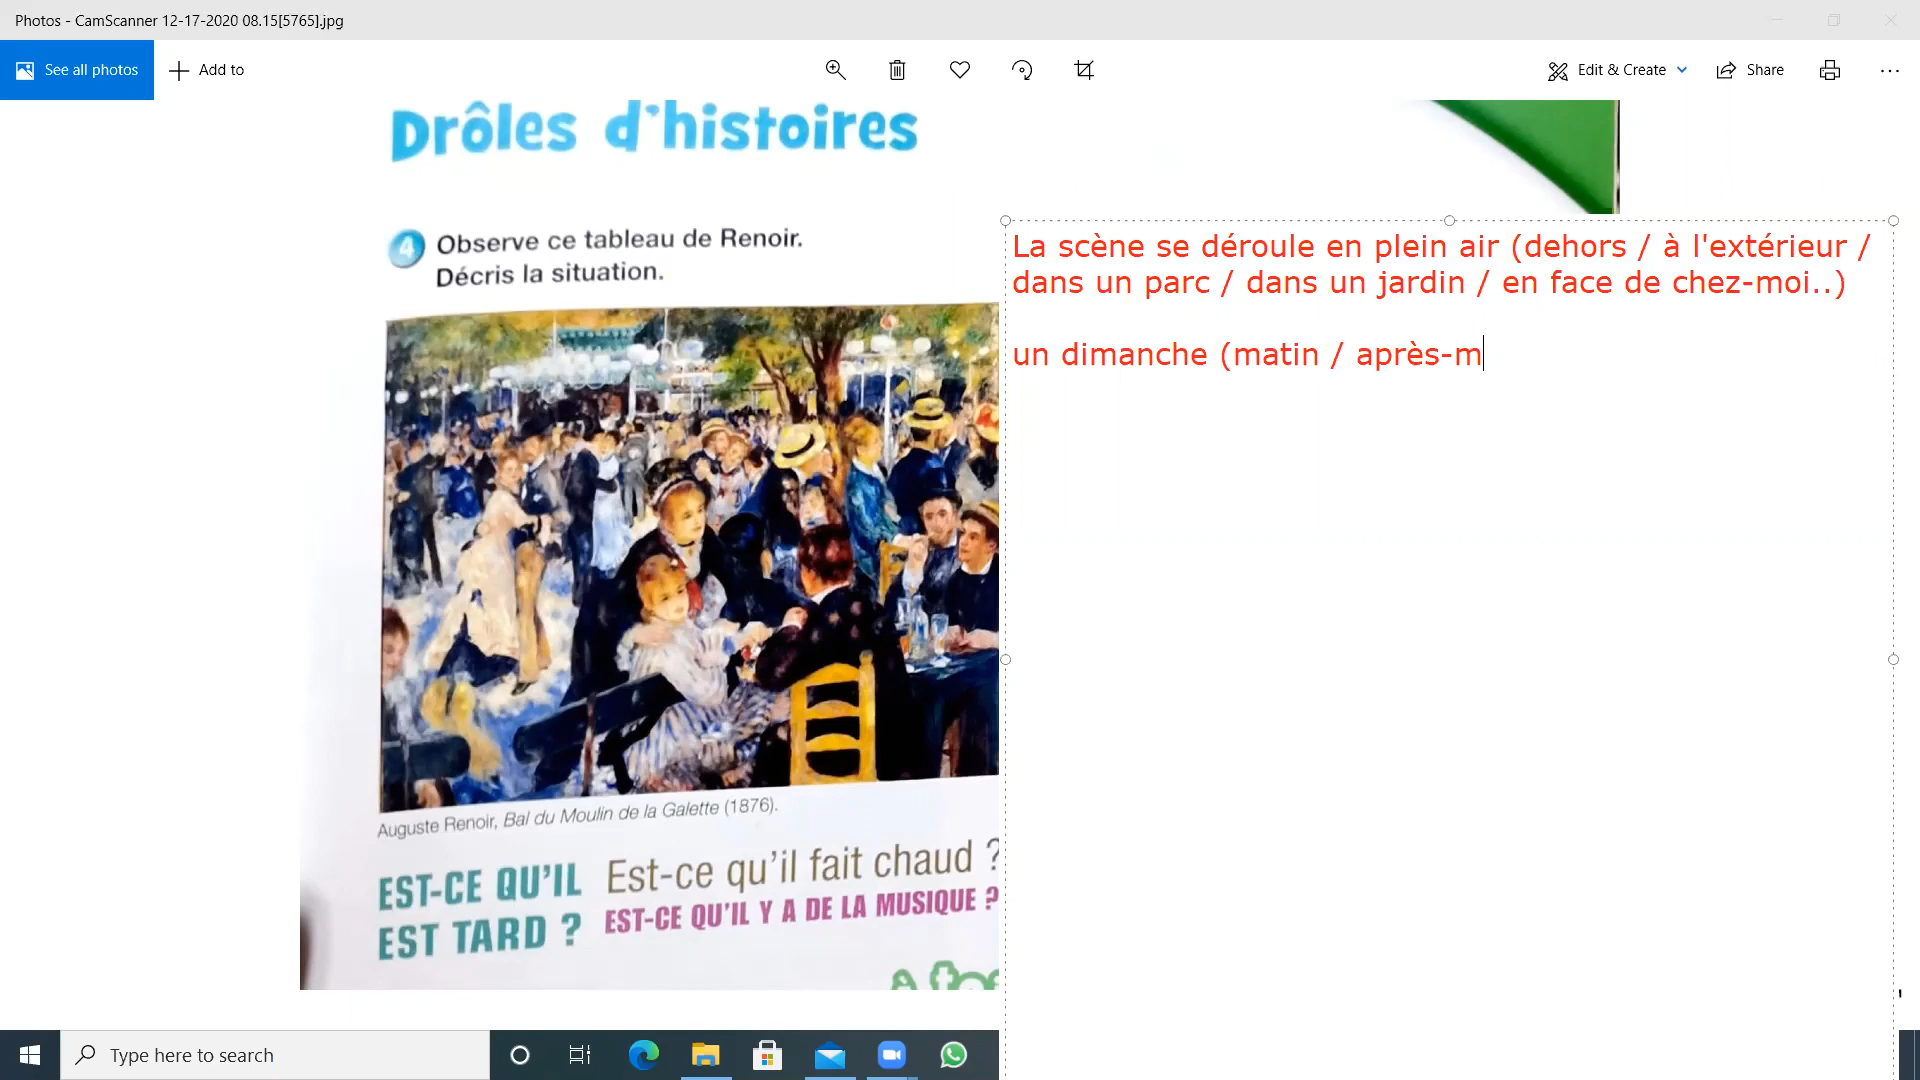 Photos - CamScanner 12-17-2020 08.15[5765].jpg
See all photos
Add to
Edit & Create
Share
Drôles d'histoires
4 Observe ce tableau de Renoir.
Décris la situation.
La scène se déroule en plein air (dehors / à l'extérieur /
dans un parc / dans un jardin / en face de chez-moi..)
un dimanche (matin / après-m
Auguste Renoir, Bal du Moulin de la Galette (1876).
EST-CE QU'IL
EST TARD ?
Est-ce qu'il fait chaud ?
EST-CE QU'IL Y A DE LA MUSIQUE ?
Type here to search